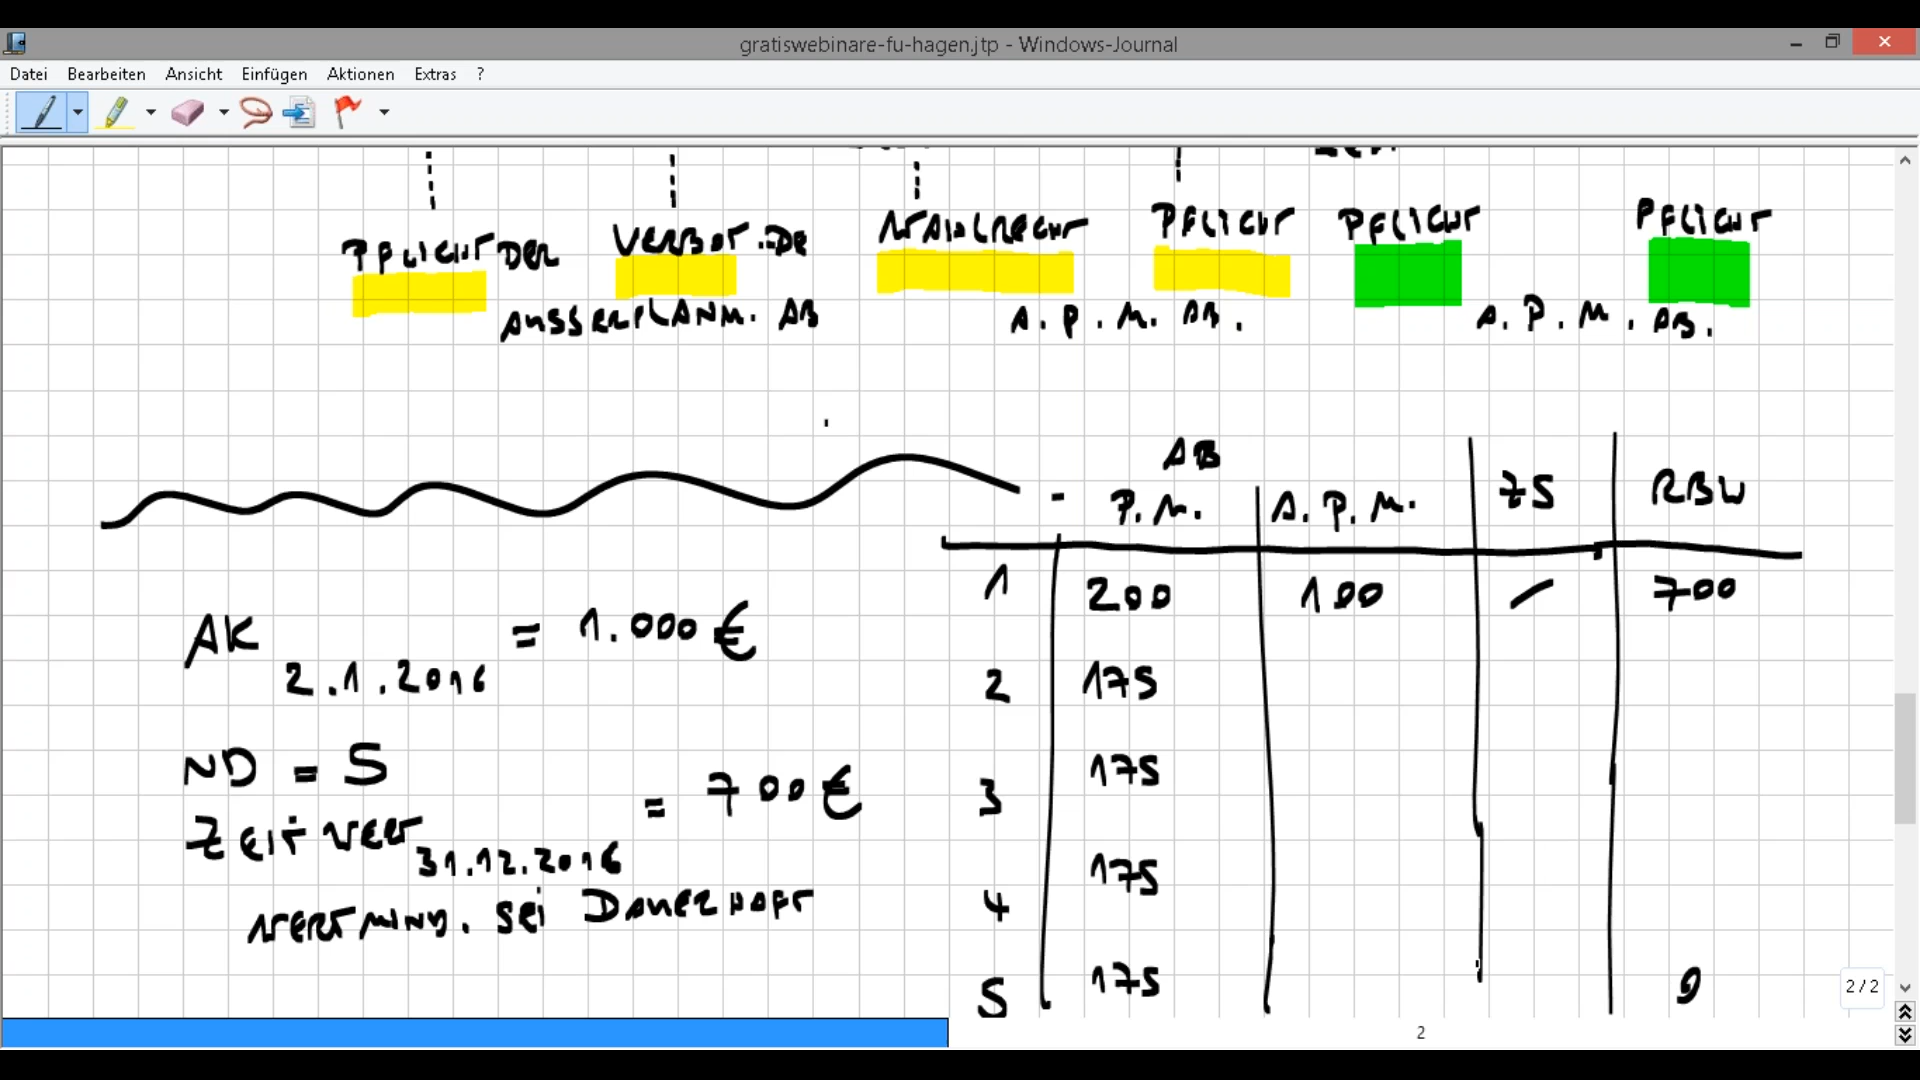 gratiswebinare-fu-hagen.jtp - Windows-Journal
Datei Bearbeiten Ansicht Einfügen Aktionen Extras ?
PFLICHT DER VERBOT DE WAHLRECHT PFLICHT PFLICHT PFLICHT
AUSSERPLANM. AB A.P.M. AB. A.P.M. AB.
AB
P.M. A.P.M. ZS RBW
1 200 100 - 700
2 175
3 175
4 175
5 175 0
AK 2.1.2016 = 1.000 €
ND = 5
ZEITWERT 31.12.2016 = 700 €
WERTMIND. SEI DAUERHAFT
2 / 2
2